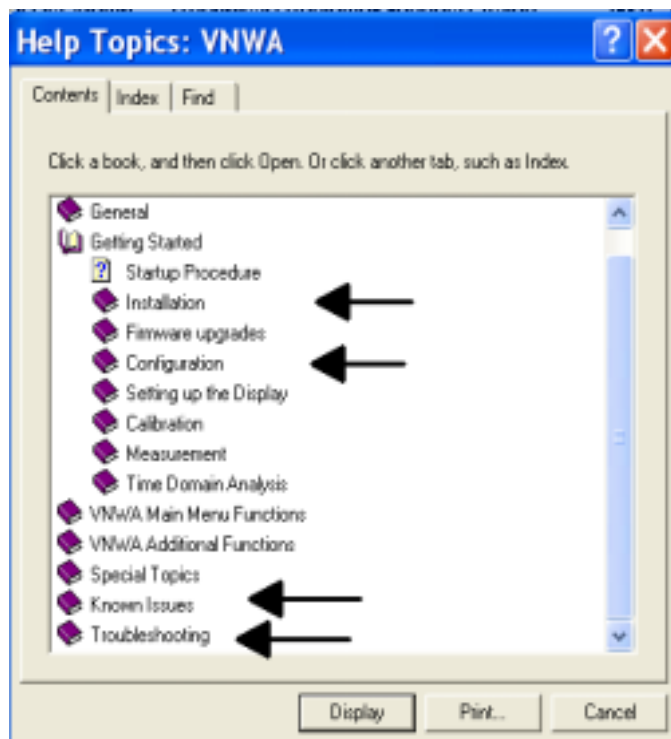 Help Topics: VNWA
Contents Index Find
Click a book, and then click Open. Or click another tab, such as Index.
General
Getting Started
Startup Procedure
Installation
Firmware upgrades
Configuration
Setting up the Display
Calibration
Measurement
Time Domain Analysis
VNWA Main Menu Functions
VNWA Additional Functions
Special Topics
Known Issues
Troubleshooting
Display Print... Cancel